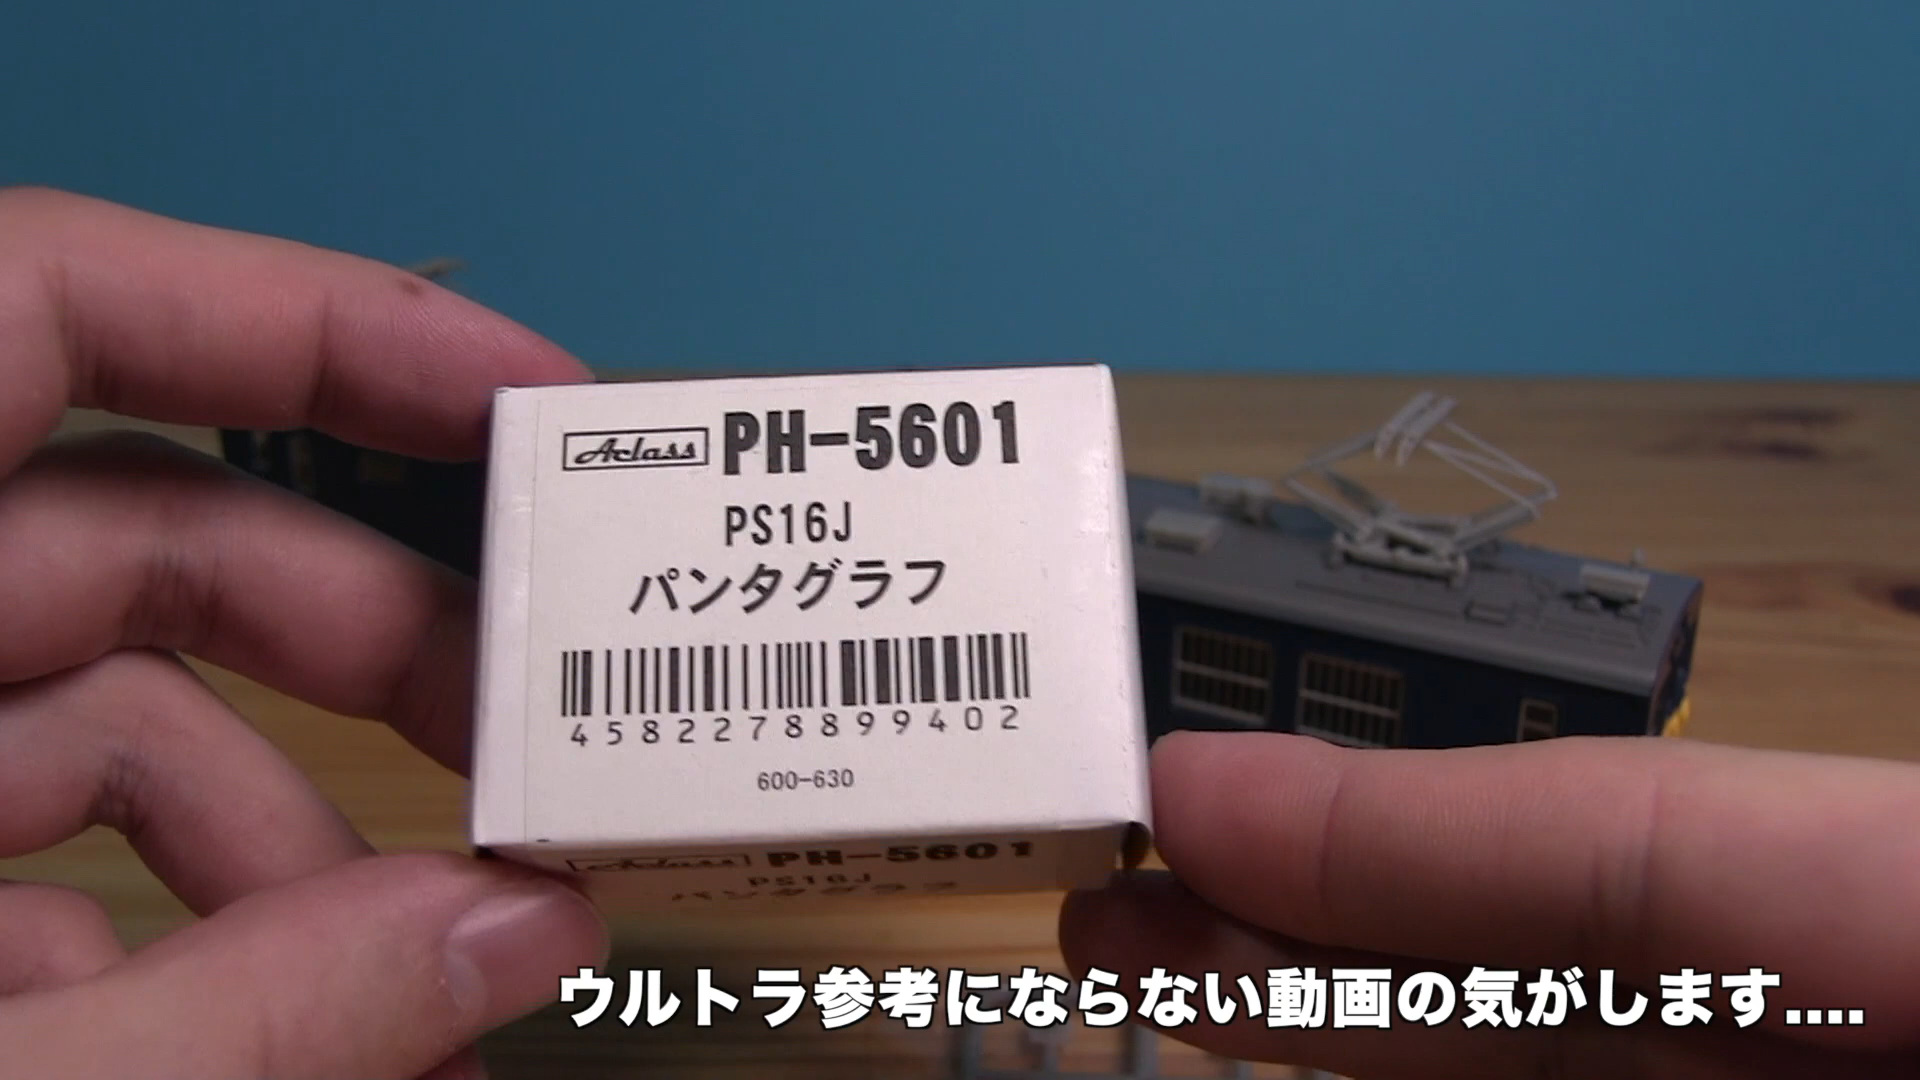 Aclass PH-5601
PS16J
パンタグラフ
4582278899402
600-630
Aclass PH-5601
PS16J
パンタグラフ
ウルトラ参考にならない動画の気がします....